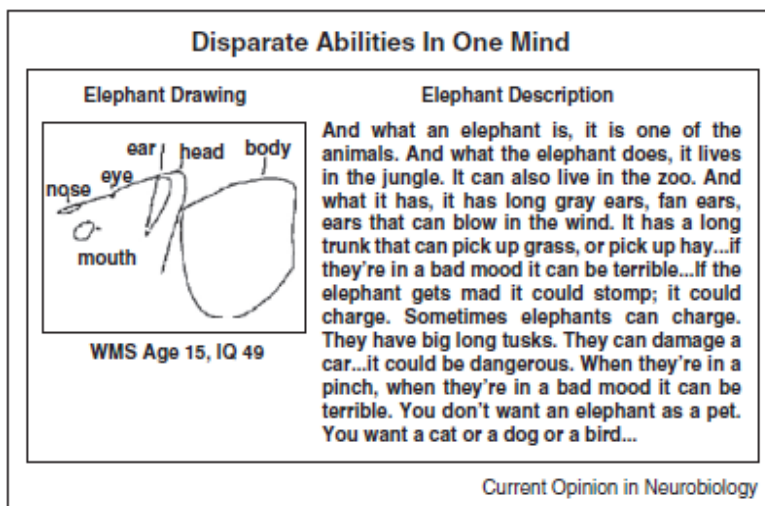 Disparate Abilities In One Mind
Elephant Drawing
ear head body
eye
nose
mouth
WMS Age 15, IQ 49
Elephant Description
And what an elephant is, it is one of the
animals. And what the elephant does, it lives
in the jungle. It can also live in the zoo. And
what it has, it has long gray ears, fan ears,
ears that can blow in the wind. It has a long
trunk that can pick up grass, or pick up hay...if
they're in a bad mood it can be terrible...If the
elephant gets mad it could stomp; it could
charge. Sometimes elephants can charge.
They have big long tusks. They can damage a
car...it could be dangerous. When they're in a
pinch, when they're in a bad mood it can be
terrible. You don't want an elephant as a pet.
You want a cat or a dog or a bird...
Current Opinion in Neurobiology